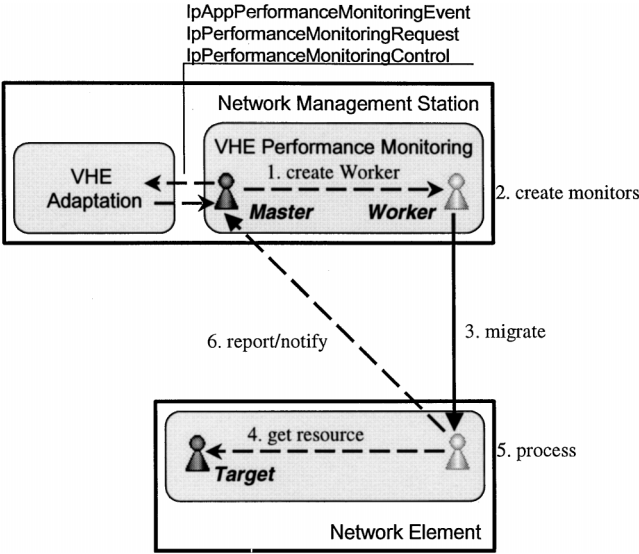 IpAppPerformanceMonitoringEvent
IpPerformanceMonitoringRequest
IpPerformanceMonitoringControl
Network Management Station
VHE Performance Monitoring
VHE
Adaptation
1. create Worker
Master
Worker
2. create monitors
6. report/notify
3. migrate
4. get resource
Target
5. process
Network Element